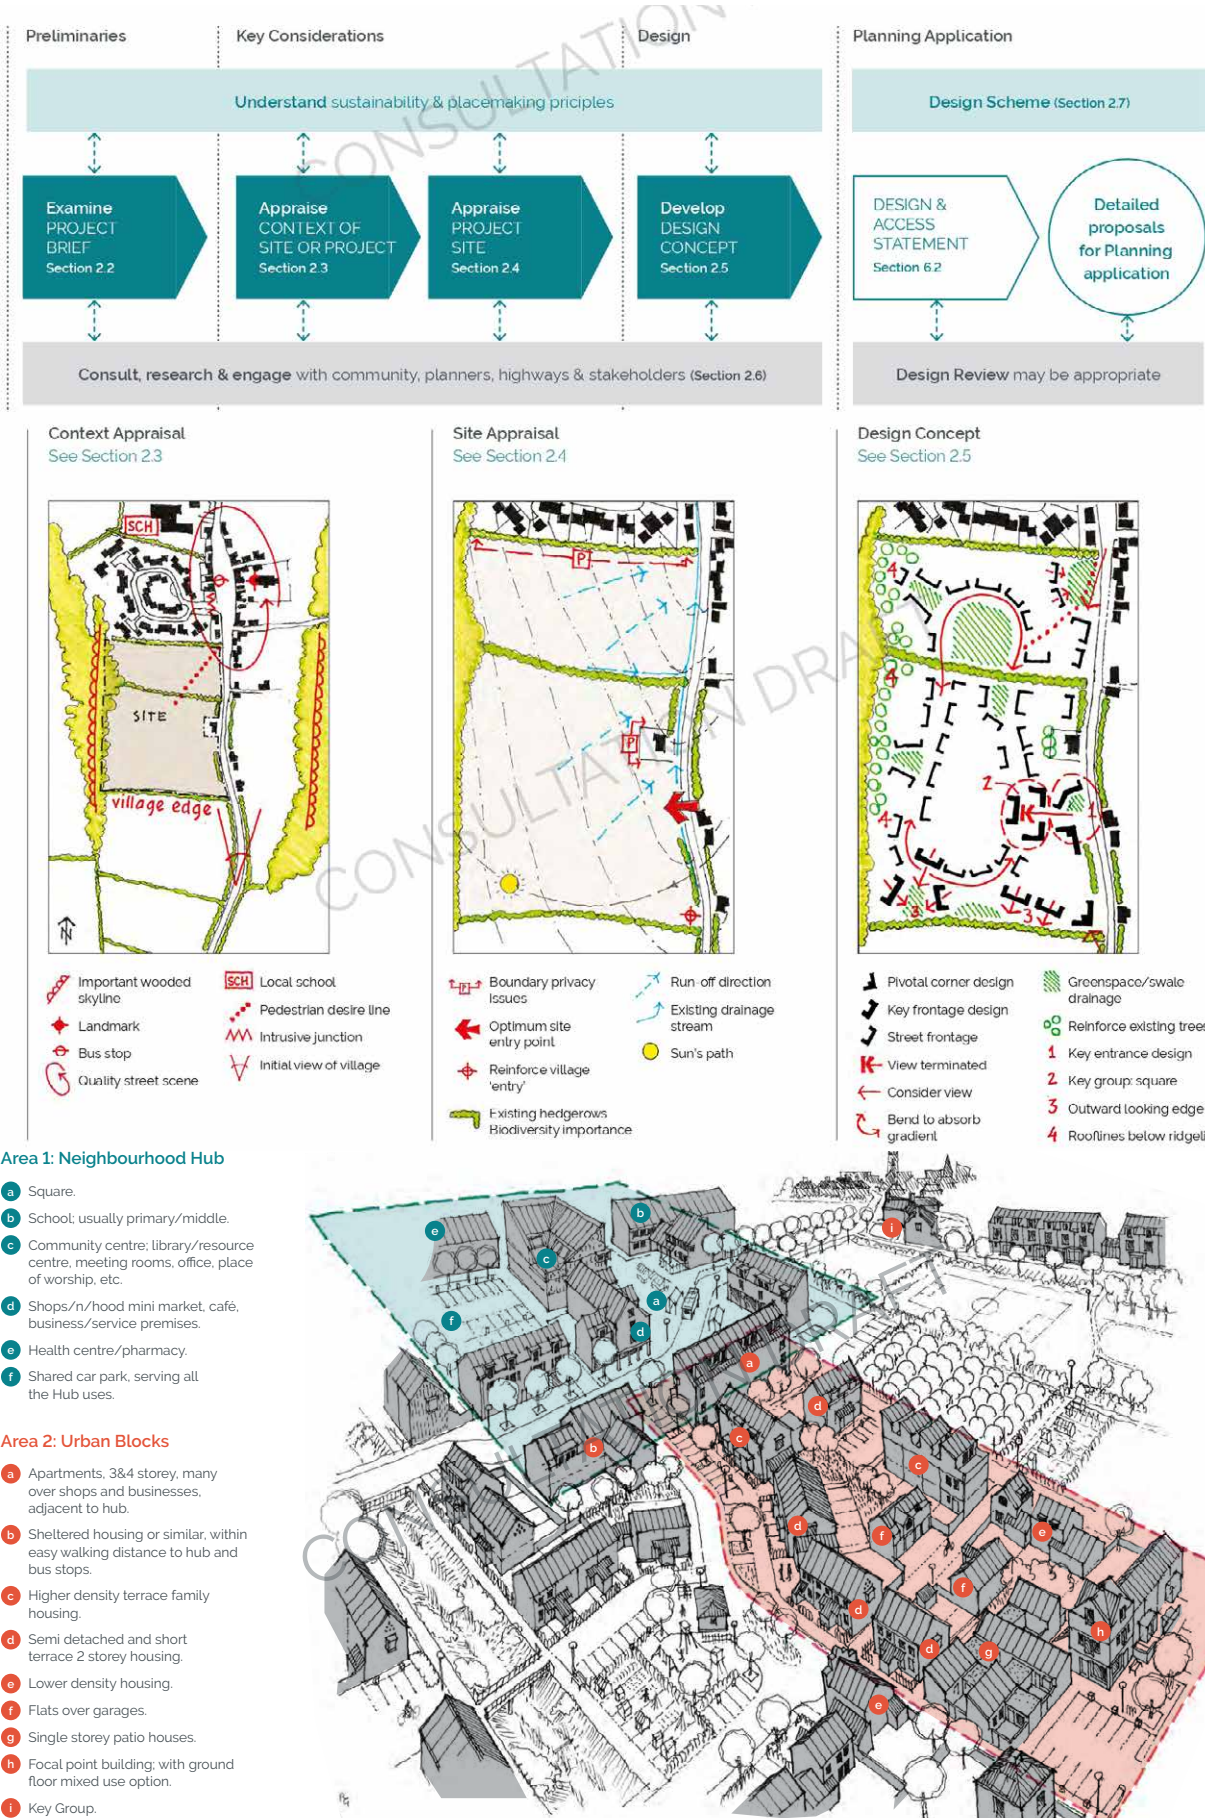 Preliminaries
Key Considerations
Design
Planning Application
Understand sustainability & placemaking priciples
Design Scheme (Section 2.7)
Examine
PROJECT
BRIEF
Section 2.2
Appraise
CONTEXT OF
SITE OR PROJECT
Section 2.3
Appraise
PROJECT
SITE
Section 2.4
Develop
DESIGN
CONCEPT
Section 2.5
DESIGN &
ACCESS
STATEMENT
Section 6.2
Detailed
proposals
for Planning
application
Consult, research & engage with community, planners, highways & stakeholders (Section 2.6)
Design Review may be appropriate
CONSULTATION
Context Appraisal
See Section 2.3
Site Appraisal
See Section 2.4
Design Concept
See Section 2.5
SCH
SITE
village edge
N
P
P
4
4
2
1
K
4
3
3
CONSULTATION DRAFT
Important wooded
skyline
Landmark
Bus stop
Quality street scene
SCH Local school
Pedestrian desire line
Intrusive junction
Initial view of village
P Boundary privacy
issues
Optimum site
entry point
Reinforce village
'entry'
Existing hedgerows
Biodiversity importance
Run-off direction
Existing drainage
stream
Sun's path
Pivotal corner design
Key frontage design
Street frontage
View terminated
Consider view
Bend to absorb
gradient
Greenspace/swale
drainage
Reinforce existing trees
1 Key entrance design
2 Key group: square
3 Outward looking edge
4 Rooflines below ridgeli
Area 1: Neighbourhood Hub
a Square.
b School; usually primary/middle.
c Community centre; library/resource
centre, meeting rooms, office, place
of worship, etc.
d Shops/n/hood mini market, café,
business/service premises.
e Health centre/pharmacy.
f Shared car park, serving all
the Hub uses.
Area 2: Urban Blocks
a Apartments, 3&4 storey, many
over shops and businesses,
adjacent to hub.
b Sheltered housing or similar, within
easy walking distance to hub and
bus stops.
c Higher density terrace family
housing.
d Semi detached and short
terrace 2 storey housing.
e Lower density housing.
f Flats over garages.
g Single storey patio houses.
h Focal point building; with ground
floor mixed use option.
i Key Group.
b
e
i
c
a
f
d
a
d
b
c
c
d
f
e
f
d
h
d
g
e
CONSULTATION DRAFT